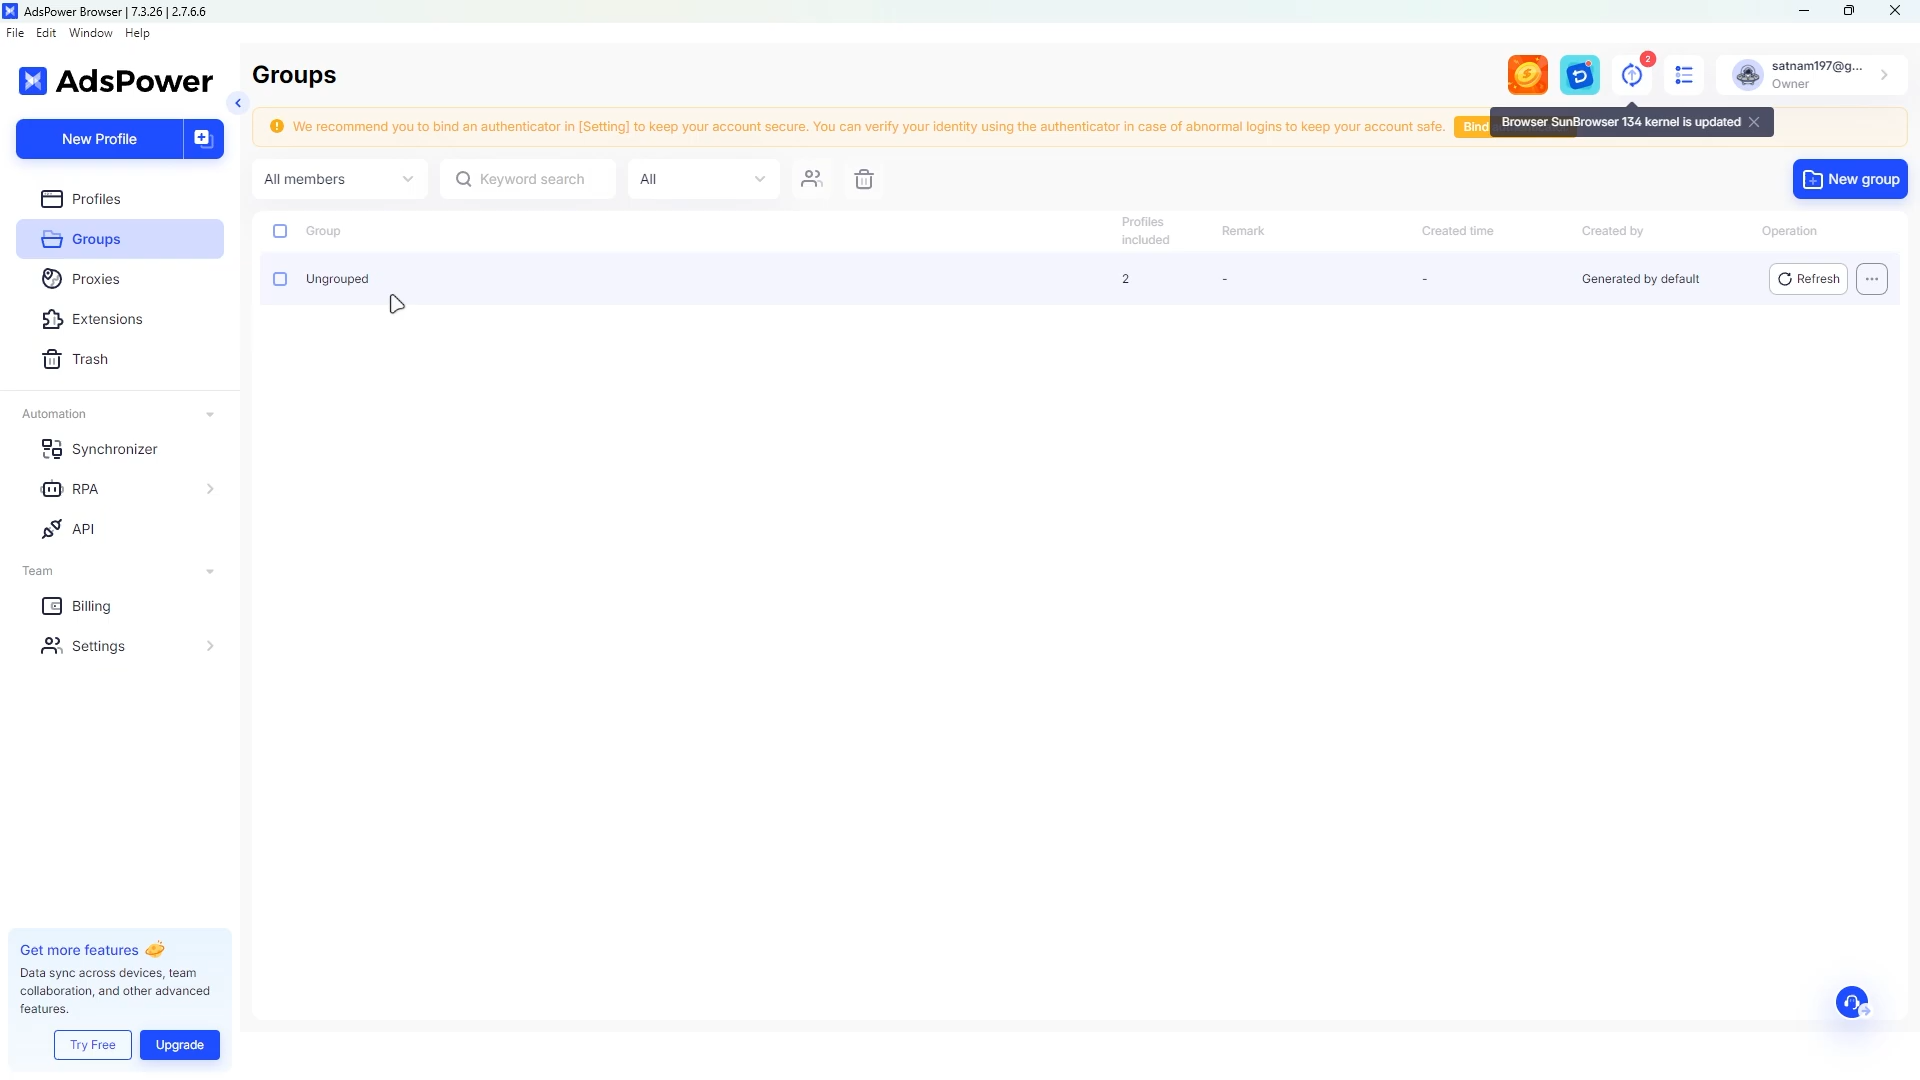 AdsPower Browser | 7.3.26 | 2.7.6.6
File Edit Window Help
AdsPower
New Profile
Profiles
Groups
Proxies
Extensions
Trash
Automation
Synchronizer
RPA
API
Team
Billing
Settings
Get more features
Data sync across devices, team
collaboration, and other advanced
features.
Try Free Upgrade
Groups
2
satnam197@g...
Owner
We recommend you to bind an authenticator in [Setting] to keep your account secure. You can verify your identity using the authenticator in case of abnormal logins to keep your account safe. Bind
Browser SunBrowser 134 kernel is updated
All members Keyword search All New group
Group Profiles included Remark Created time Created by Operation
Ungrouped 2 - - Generated by default Refresh ...